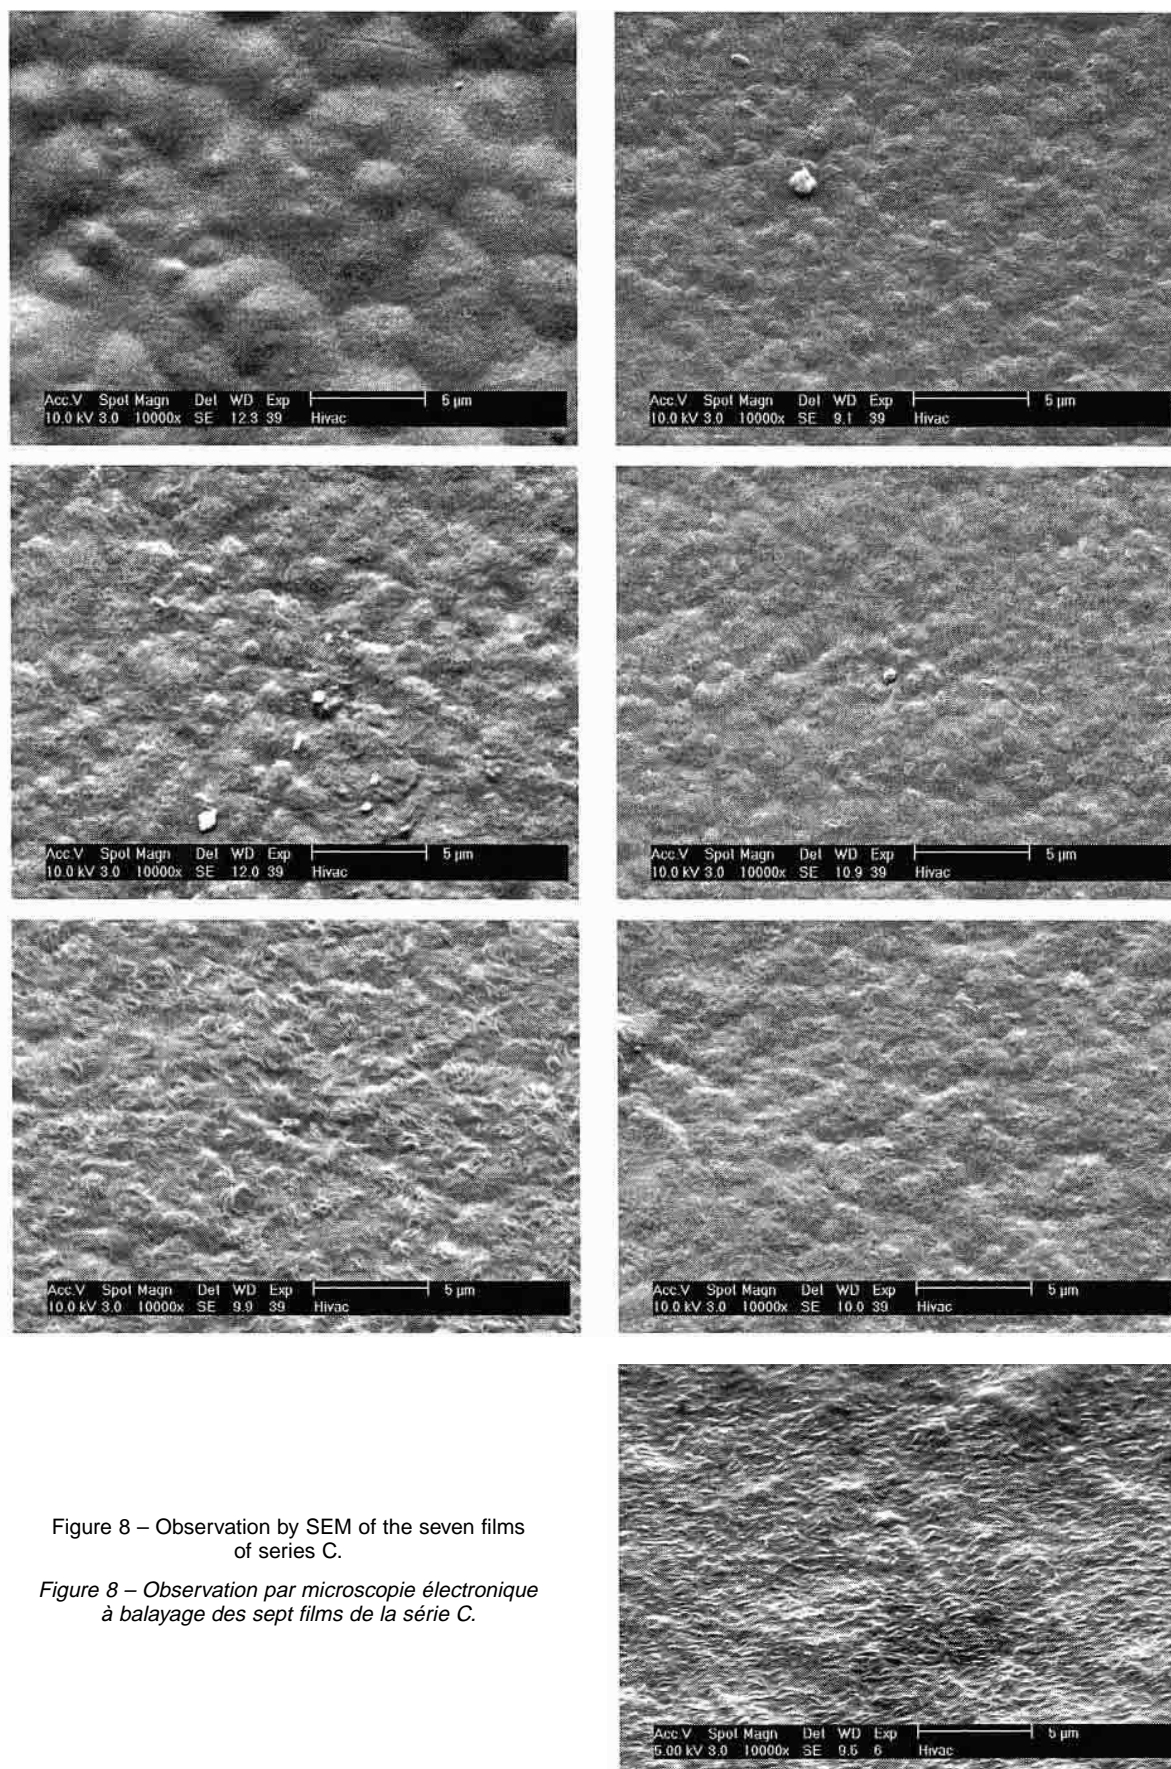 Acc.V Spot Magn Det WD Exp 5 µm
10.0 kV 3.0 10000x SE 12.3 39 Hivac
Acc.V Spot Magn Det WD Exp 5 µm
10.0 kV 3.0 10000x SE 9.1 39 Hivac
Acc.V Spot Magn Det WD Exp 5 µm
10.0 kV 3.0 10000x SE 12.0 39 Hivac
Acc.V Spot Magn Det WD Exp 5 µm
10.0 kV 3.0 10000x SE 10.9 39 Hivac
Acc.V Spot Magn Det WD Exp 5 µm
10.0 kV 3.0 10000x SE 9.9 39 Hivac
Acc.V Spot Magn Det WD Exp 5 µm
10.0 kV 3.0 10000x SE 10.0 39 Hivac
Figure 8 – Observation by SEM of the seven films
of series C.
Figure 8 – Observation par microscopie électronique
à balayage des sept films de la série C.
Acc.V Spot Magn Det WD Exp 5 µm
5.00 kV 3.0 10000x SE 9.5 6 Hivac